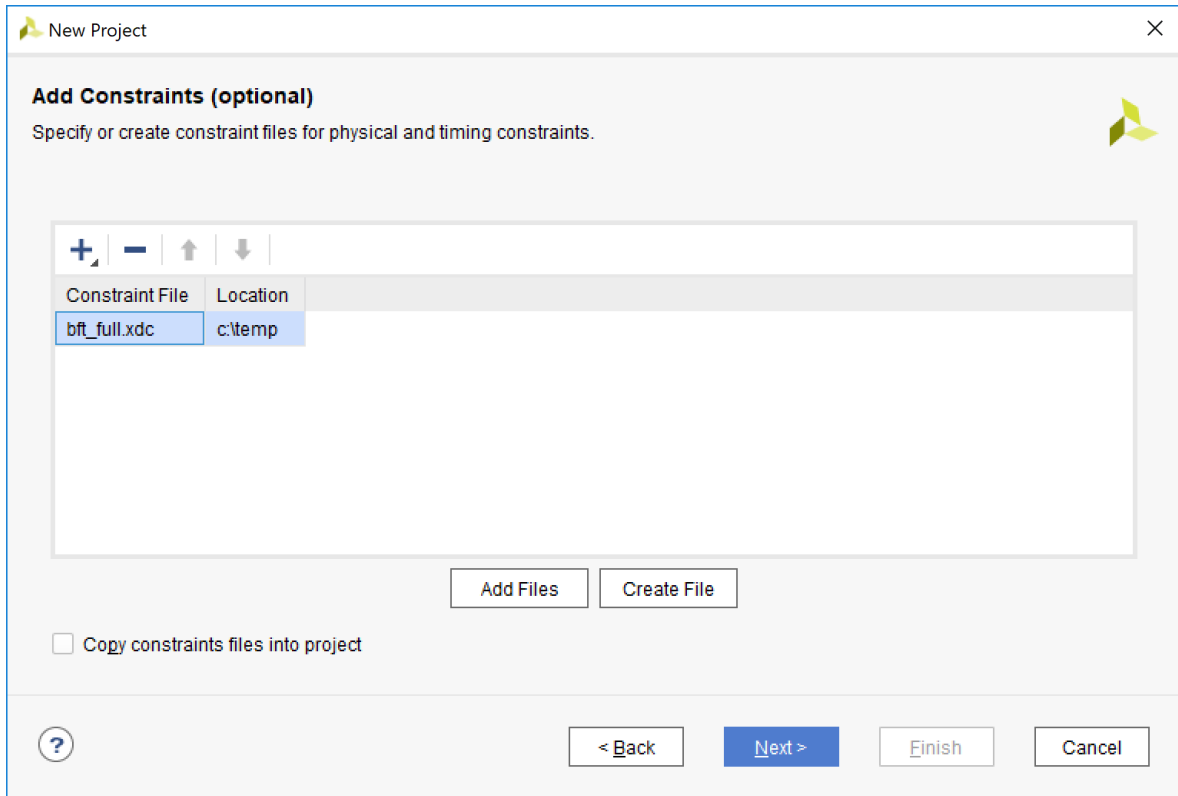 New Project
Add Constraints (optional)
Specify or create constraint files for physical and timing constraints.
Constraint File Location
bft_full.xdc c:\temp
Add Files Create File
Copy constraints files into project
? < Back Next > Finish Cancel